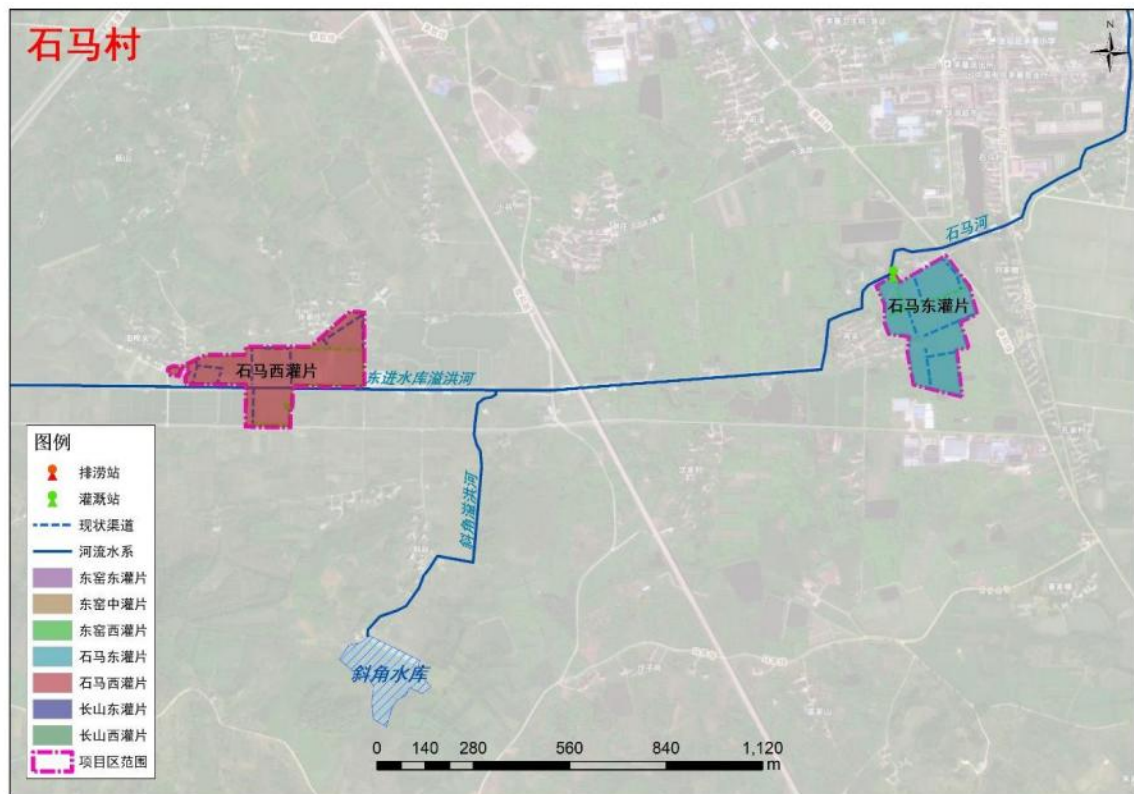 石马村
N
石马河
石马东灌片
石马西灌片
东进水库溢洪河
斜角溢洪河
斜角水库
图例
排涝站
灌溉站
现状渠道
河流水系
东窑东灌片
东窑中灌片
东窑西灌片
石马东灌片
石马西灌片
长山东灌片
长山西灌片
项目区范围
0 140 280 560 840 1,120
m